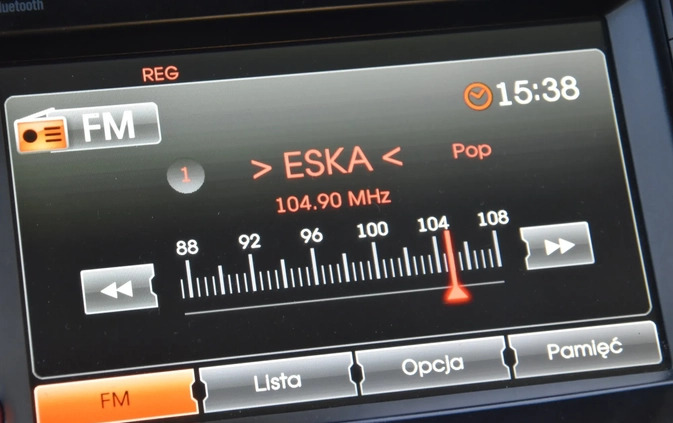 REG
FM
15:38
1
> ESKA <
Pop
104.90 MHz
88 92 96 100 104 108
FM Lista Opcja Pamięć